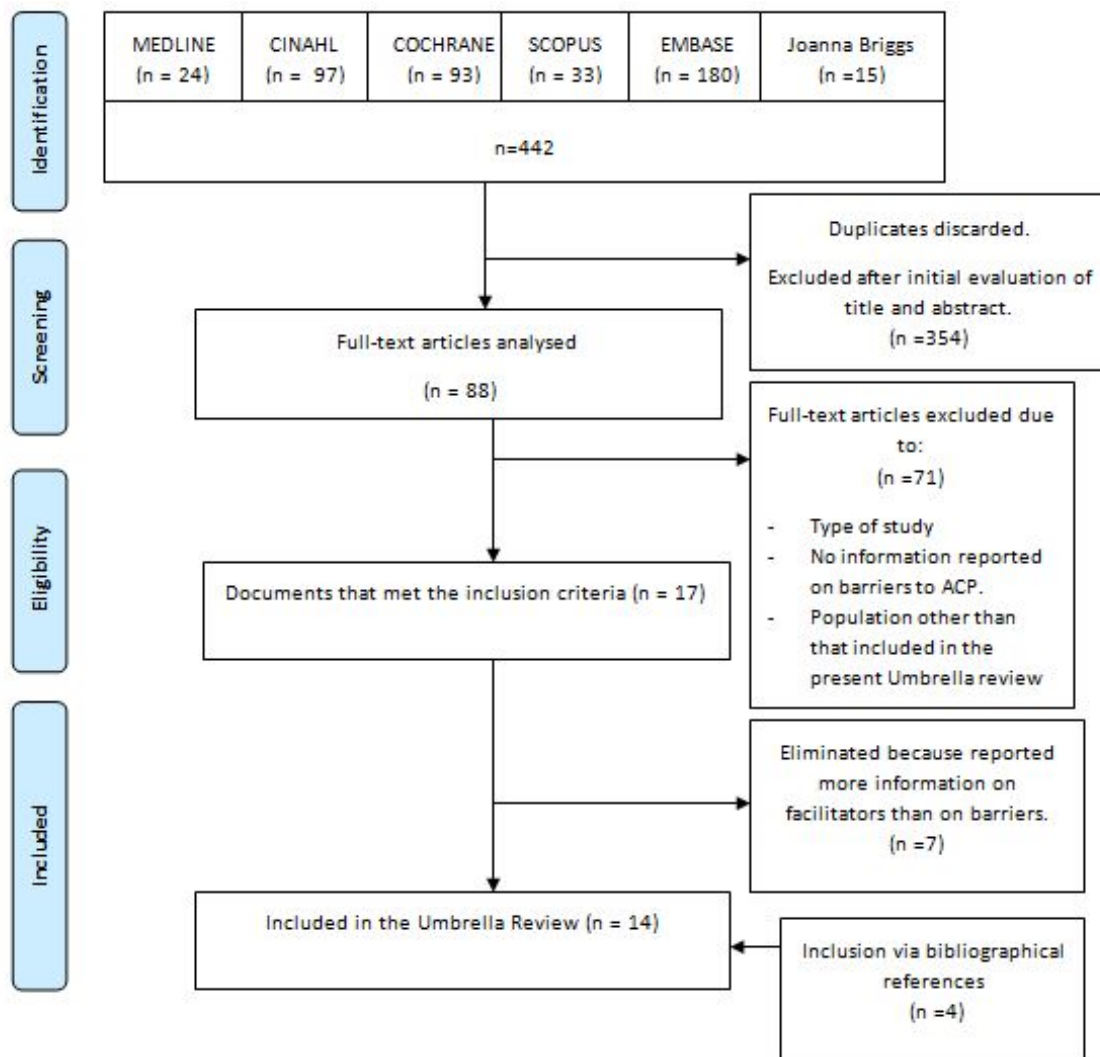 Identification
MEDLINE
(n = 24)
CINAHL
(n = 97)
COCHRANE
(n = 93)
SCOPUS
(n = 33)
EMBASE
(n = 180)
Joanna Briggs
(n =15)
n=442
Screening
Duplicates discarded.
Excluded after initial evaluation of
title and abstract.
(n =354)
Full-text articles analysed
(n = 88)
Eligibility
Full-text articles excluded due
to:
(n =71)
- Type of study
- No information reported
on barriers to ACP.
- Population other than
that included in the
present Umbrella review
Documents that met the inclusion criteria (n = 17)
Included
Eliminated because reported
more information on
facilitators than on barriers.
(n =7)
Included in the Umbrella Review (n = 14)
Inclusion via bibliographical
references
(n =4)